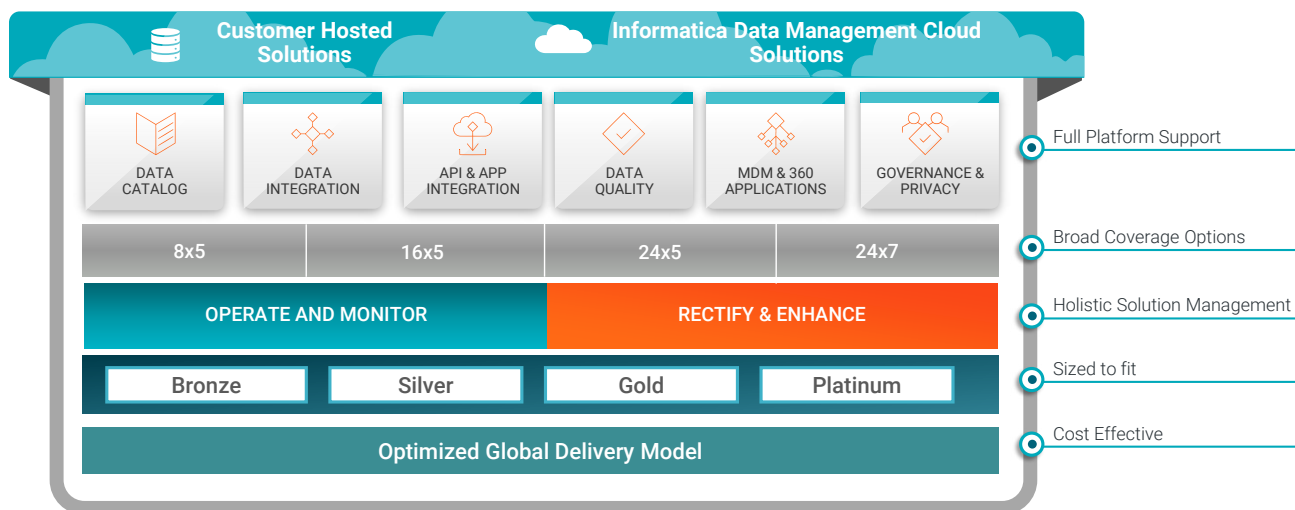 Customer Hosted
Solutions
Informatica Data Management Cloud
Solutions
DATA
CATALOG
DATA
INTEGRATION
API & APP
INTEGRATION
DATA
QUALITY
MDM & 360
APPLICATIONS
GOVERNANCE &
PRIVACY
Full Platform Support
8x5
16x5
24x5
24x7
Broad Coverage Options
OPERATE AND MONITOR
RECTIFY & ENHANCE
Holistic Solution Management
Bronze
Silver
Gold
Platinum
Sized to fit
Optimized Global Delivery Model
Cost Effective